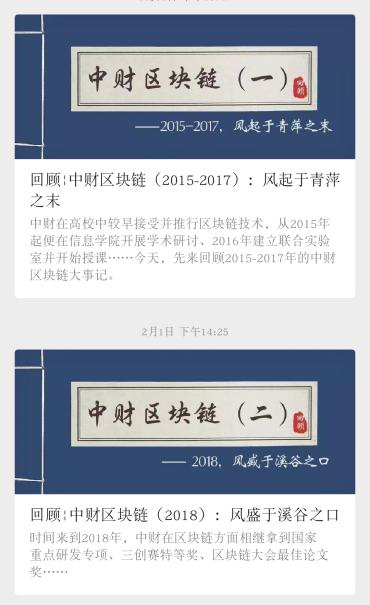 中财区块链（一）
回顾
——2015-2017，风起于青萍之末
回顾¦中财区块链（2015-2017）：风起于青萍
之末
中财在高校中较早接受并推行区块链技术，从2015年
起便在信息学院开展学术研讨、2016年建立联合实验
室并开始授课……今天，先来回顾2015-2017年的中财
区块链大事记。
2月1日 下午14:25
中财区块链（二）
回顾
—— 2018，风盛于溪谷之口
回顾¦中财区块链（2018）：风盛于溪谷之口
时间来到2018年，中财在区块链方面相继拿到国家
重点研发专项、三创赛特等奖、区块链大会最佳论文
奖……